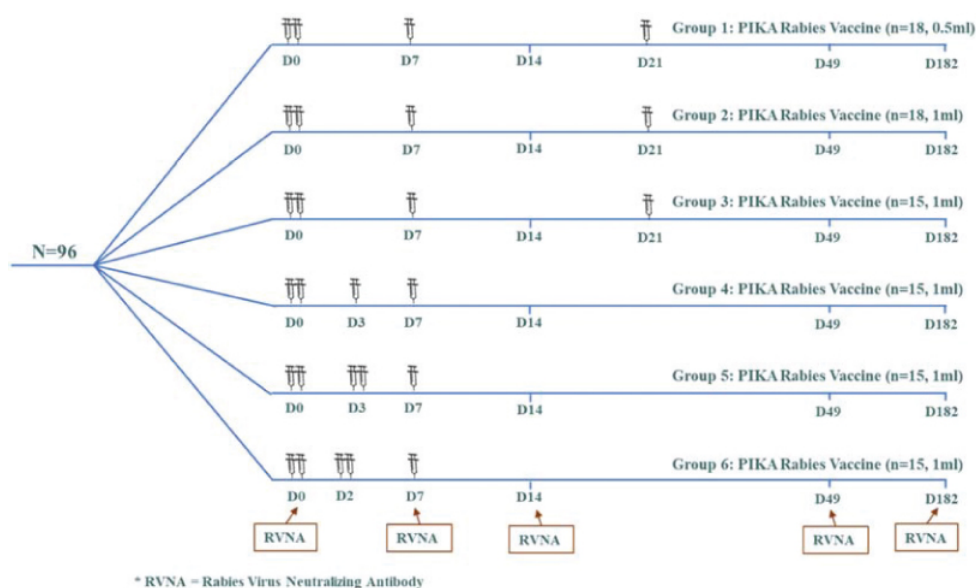 Group 1: PIKA Rabies Vaccine (n=18, 0.5ml)
D0 D7 D14 D21 D49 D182
Group 2: PIKA Rabies Vaccine (n=18, 1ml)
D0 D7 D14 D21 D49 D182
Group 3: PIKA Rabies Vaccine (n=15, 1ml)
D0 D7 D14 D21 D49 D182
N=96
Group 4: PIKA Rabies Vaccine (n=15, 1ml)
D0 D3 D7 D14 D49 D182
Group 5: PIKA Rabies Vaccine (n=15, 1ml)
D0 D3 D7 D14 D49 D182
Group 6: PIKA Rabies Vaccine (n=15, 1ml)
D0 D2 D7 D14 D49 D182
RVNA RVNA RVNA RVNA RVNA
* RVNA = Rabies Virus Neutralizing Antibody